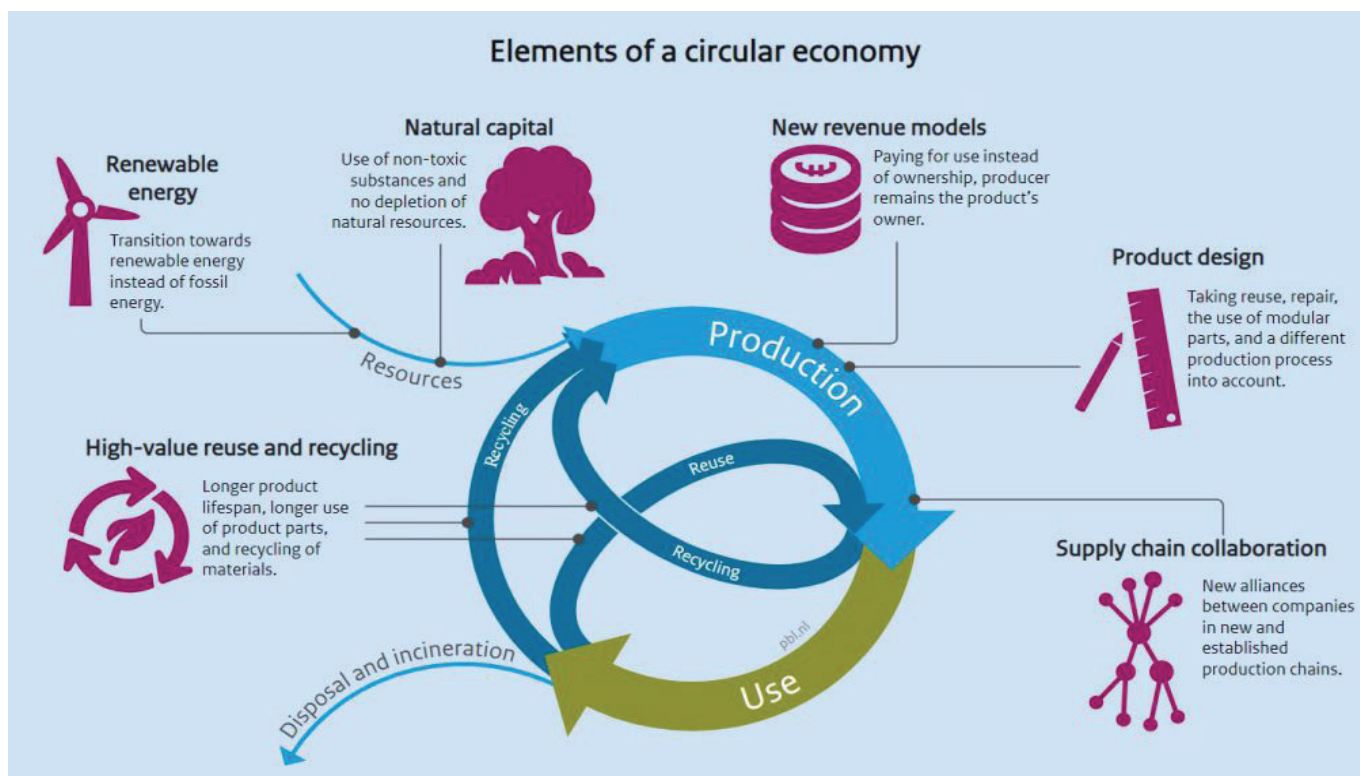 Elements of a circular economy
Renewable
energy
Transition towards
renewable energy
instead of fossil
energy.
Natural capital
Use of non-toxic
substances and
no depletion of
natural resources.
New revenue models
Paying for use instead
of ownership, producer
remains the product's
owner.
Product design
Taking reuse, repair,
the use of modular
parts, and a different
production process
into account.
Resources
Production
High-value reuse and recycling
Longer product
lifespan, longer use
of product parts,
and recycling of
materials.
Recycling
Reuse
Recycling
Supply chain collaboration
New alliances
between companies
in new and
established
production chains.
Use
pbl.nl
Disposal and incineration